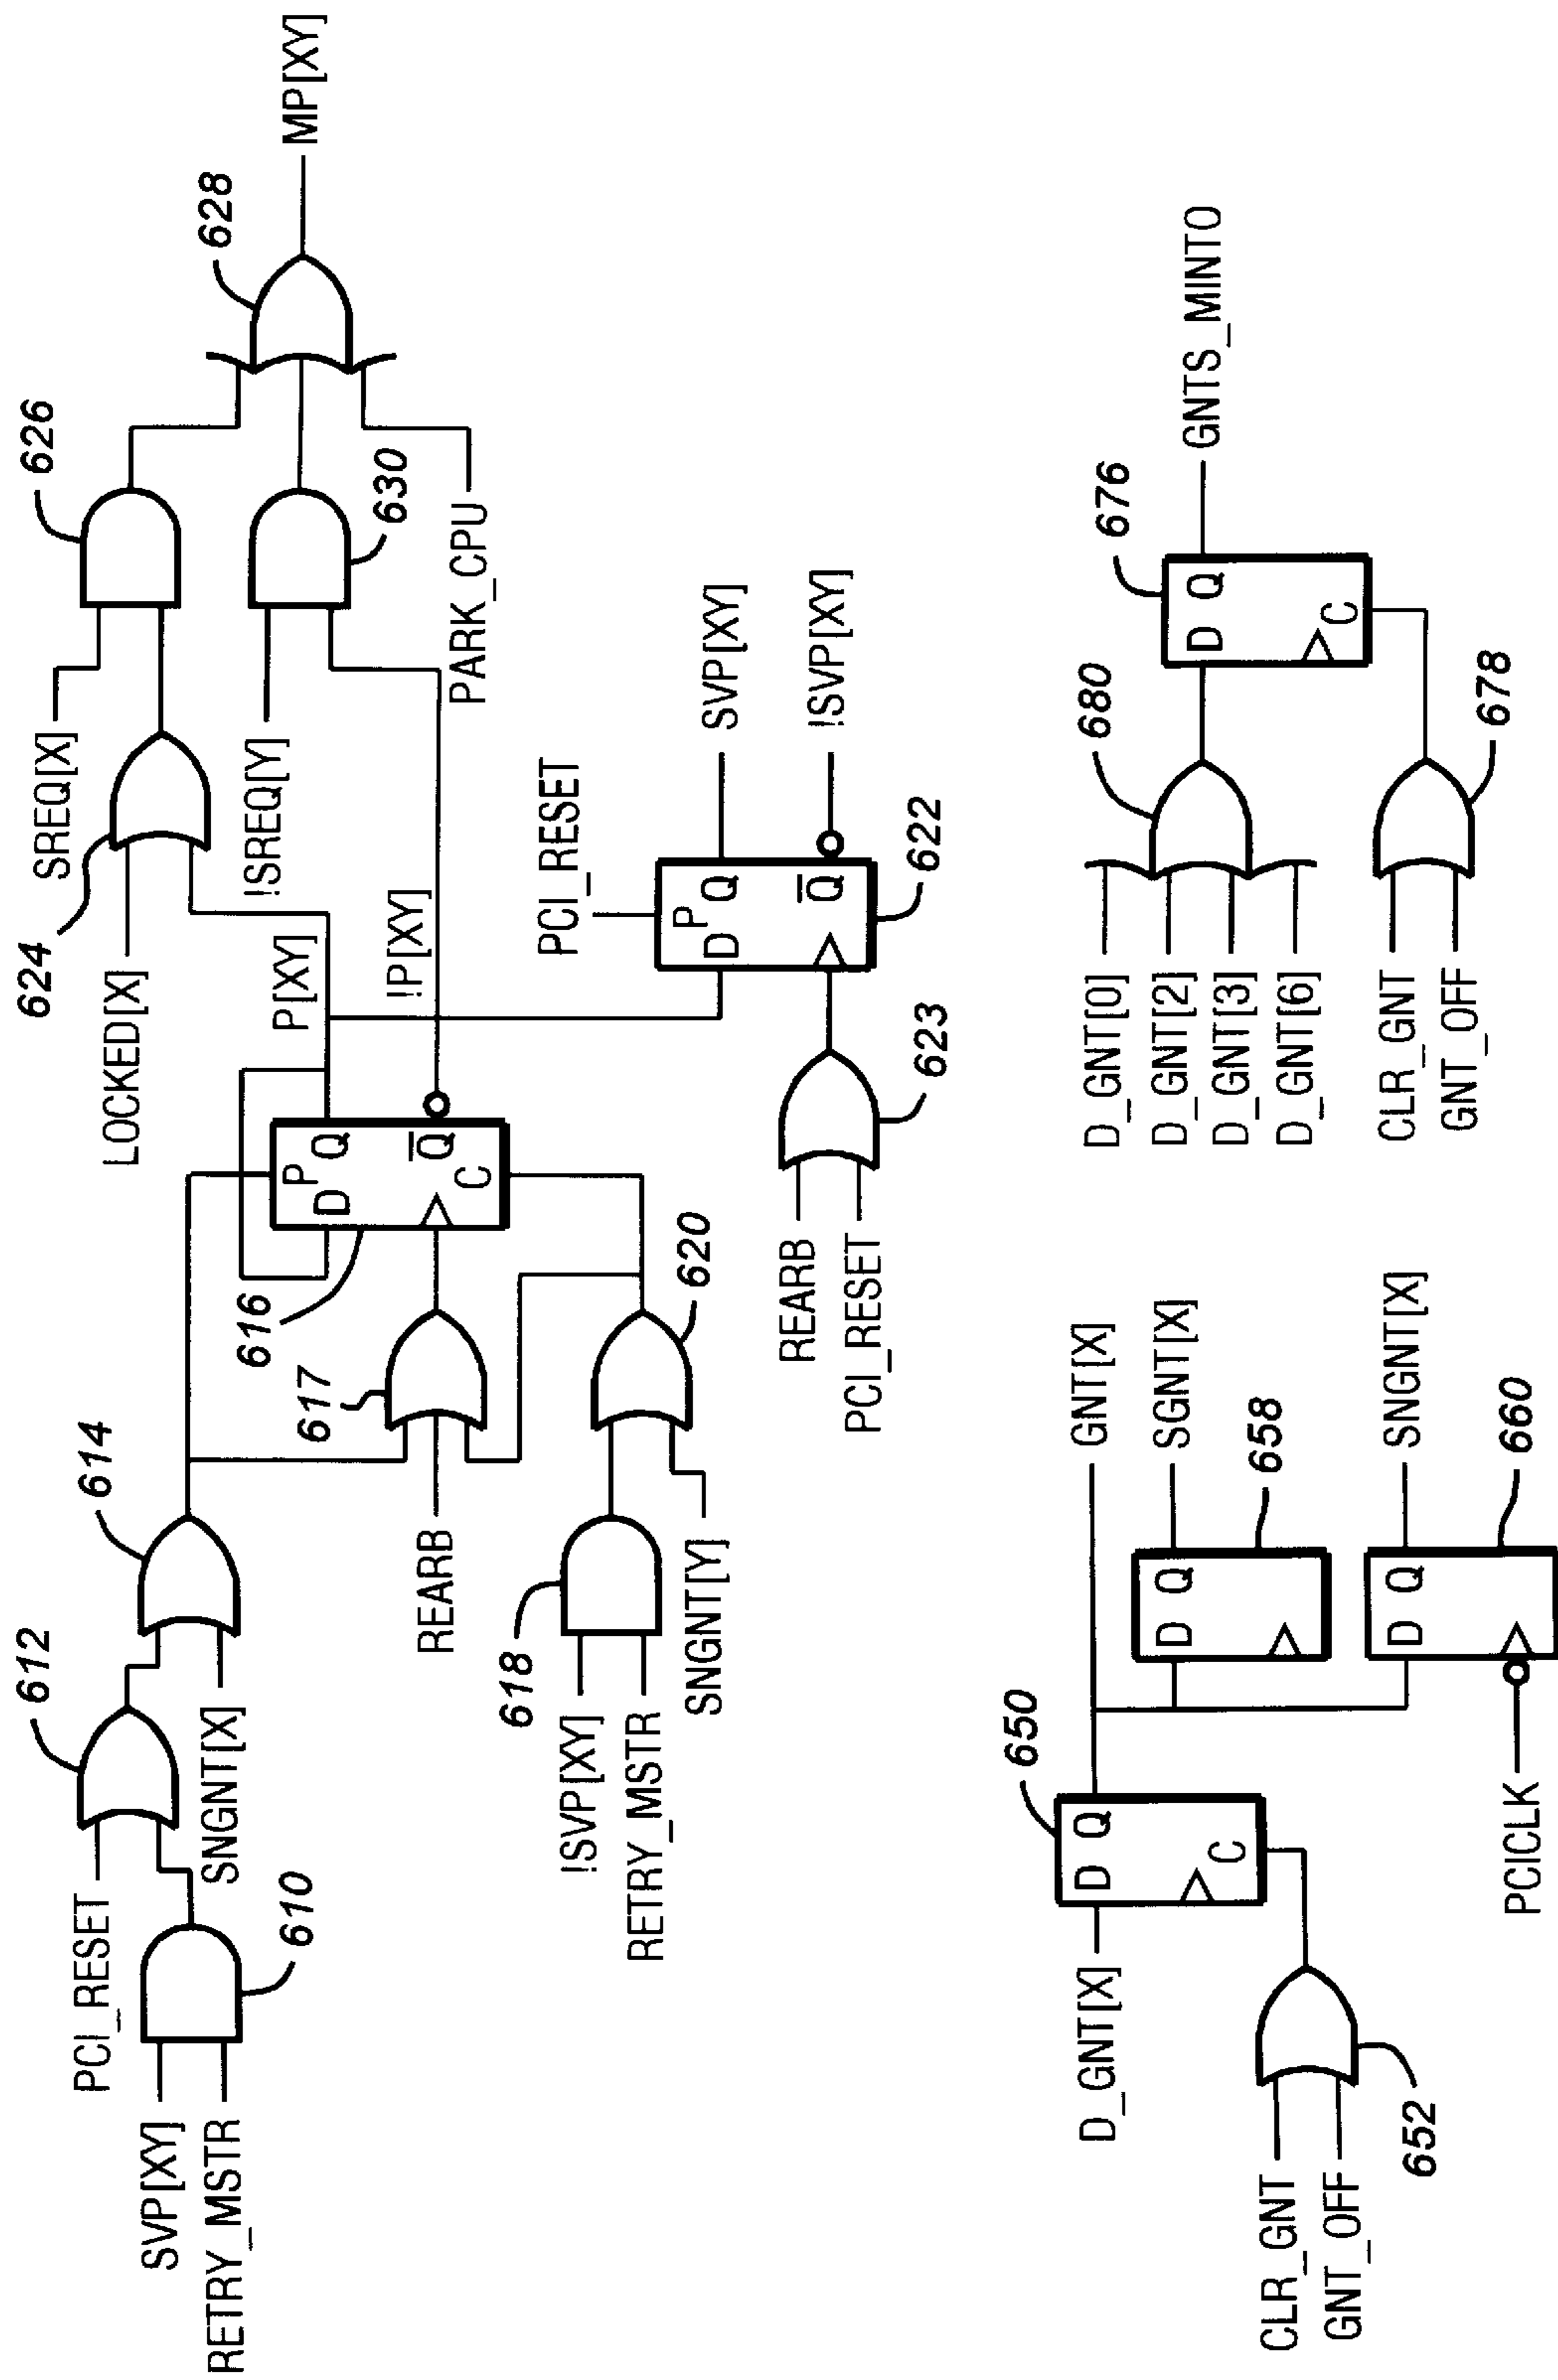 SVP[XY]
RETRY_MSTR
610
PCI_RESET
612
SNGNT[X]
614
REARB
617
616
P
D Q
Q
C
!SVP[XY]
RETRY_MSTR
618
SNGNT[Y]
620
P[XY]
!P[XY]
LOCKED[X]
624
SREQ[X]
626
!SREQ[Y]
630
PARK_CPU
628
MP[XY]
REARB
PCI_RESET
623
PCI_RESET
P
D Q
Q
622
SVP[XY]
!SVP[XY]
D_GNT[X]
650
D Q
C
CLR_GNT
GNT_OFF
652
GNT[X]
D Q
SGNT[X]
658
D Q
SNGNT[X]
660
PCICLK
D_GNT[0]
D_GNT[2]
D_GNT[3]
D_GNT[6]
680
CLR_GNT
GNT_OFF
678
676
D Q
C
GNTS_MINTO